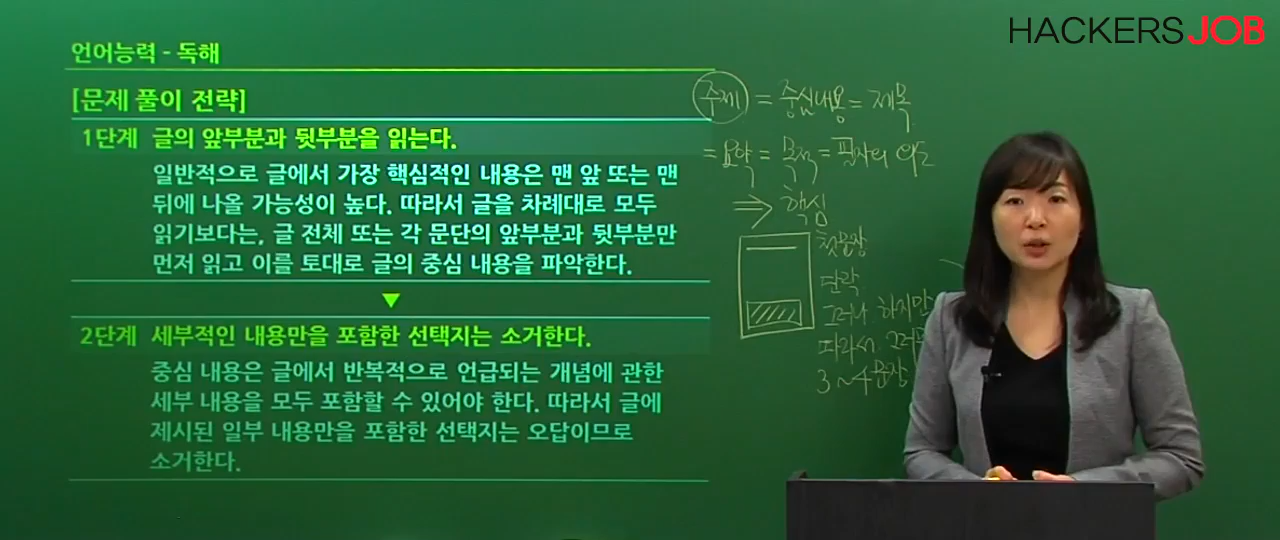 HACKERSJOB
언어능력 - 독해
[문제 풀이 전략]
1단계 글의 앞부분과 뒷부분을 읽는다.
일반적으로 글에서 가장 핵심적인 내용은 맨 앞 또는 맨
뒤에 나올 가능성이 높다. 따라서 글을 차례대로 모두
읽기보다는, 글 전체 또는 각 문단의 앞부분과 뒷부분만
먼저 읽고 이를 토대로 글의 중심 내용을 파악한다.
▼
2단계 세부적인 내용만을 포함한 선택지는 소거한다.
중심 내용은 글에서 반복적으로 언급되는 개념에 관한
세부 내용을 모두 포함할 수 있어야 한다. 따라서 글에
제시된 일부 내용만을 포함한 선택지는 오답이므로
소거한다.
주제 = 중심내용 = 제목
= 요약 = 목적 = 필자의 의도
⇒ 핵심
첫문장
단락
그러나 하지만
따라서
3~4문장